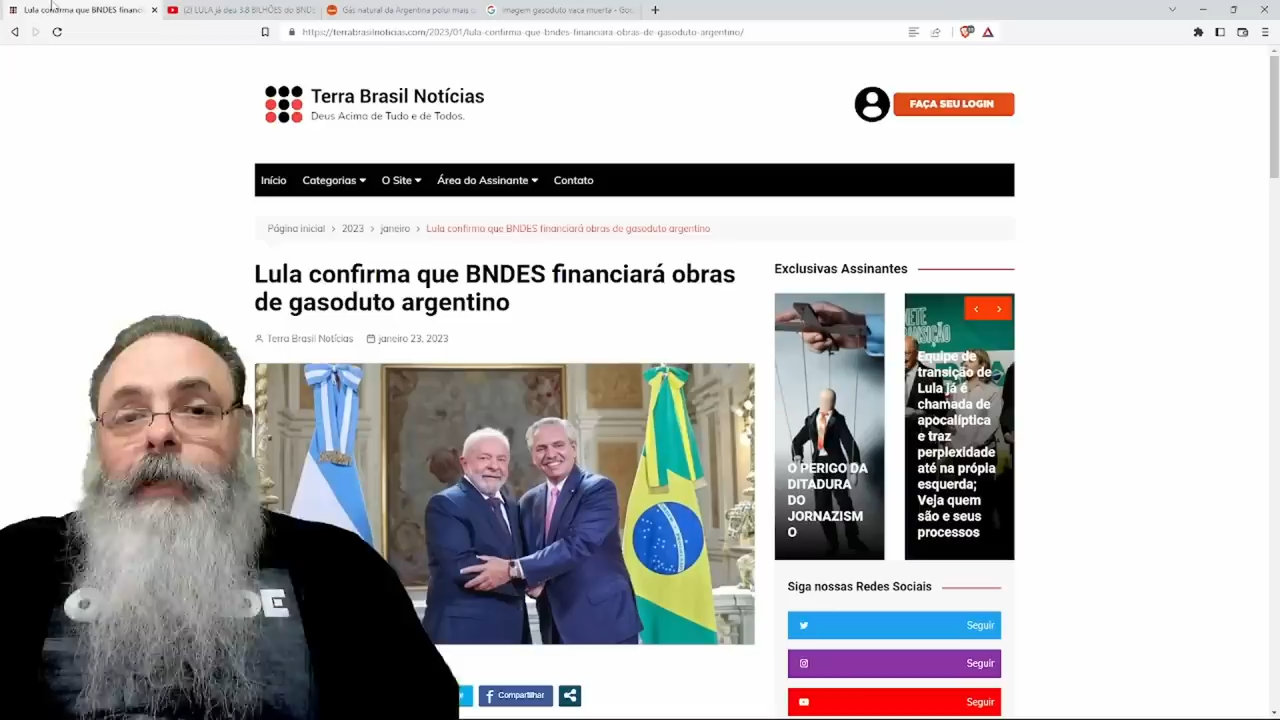 Lula confirma que BNDES financi
(2) LULA já deu 3.8 BILHÕES do BNDE
Gás natural da Argentina polui mais
imagem gasoduto vaca muerta - Go
https://terrabrasilnoticias.com/2023/01/lula-confirma-que-bndes-financiara-obras-de-gasoduto-argentino/
Terra Brasil Notícias
Deus Acima de Tudo e de Todos.
FAÇA SEU LOGIN
Início
Categorias
O Site
Área do Assinante
Contato
Página inicial > 2023 > janeiro > Lula confirma que BNDES financiará obras de gasoduto argentino
Lula confirma que BNDES financiará obras
de gasoduto argentino
Terra Brasil Notícias
janeiro 23, 2023
Compartilhar
Exclusivas Assinantes
O PERIGO DA
DITADURA
DO
JORNAZISM
O
Equipe de
transição de
Lula já é
chamada de
apocalíptica
e traz
perplexidade
até na própia
esquerda;
Veja quem
são e seus
processos
Siga nossas Redes Sociais
Seguir
Seguir
Seguir